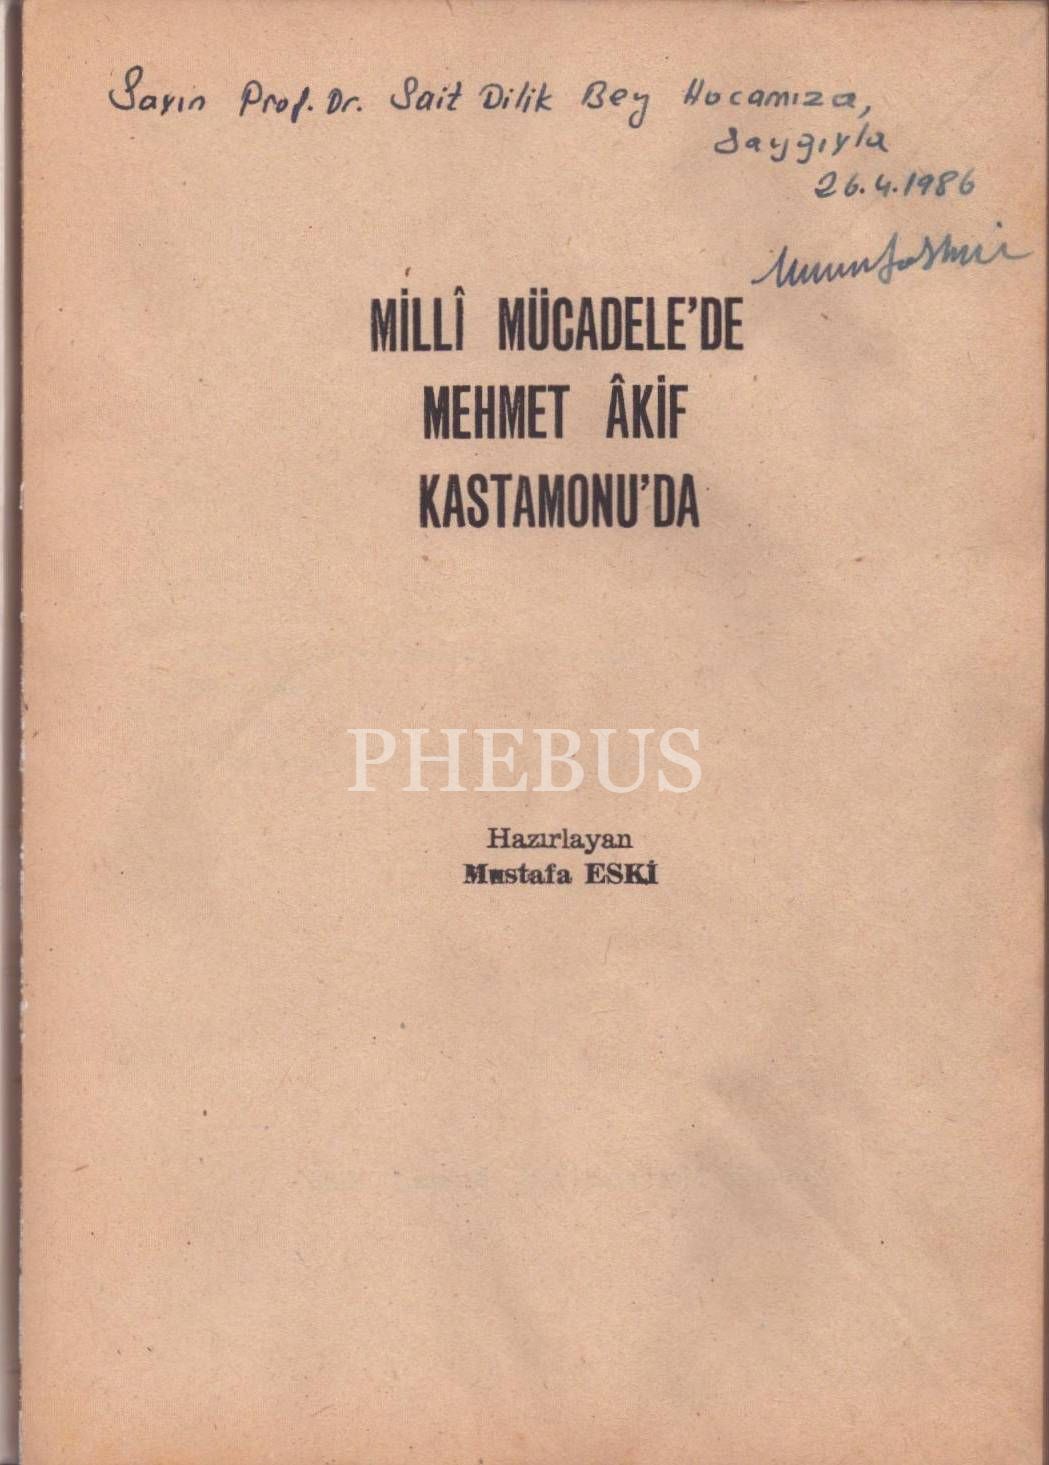 Sayın Prof. Dr. Sait Dilik Bey Hocamıza,
Saygıyla
26.4.1986
MİLLÎ MÜCADELE'DE
MEHMET ÂKİF
KASTAMONU'DA
PHEBUS
Hazırlayan
Mustafa ESKİ